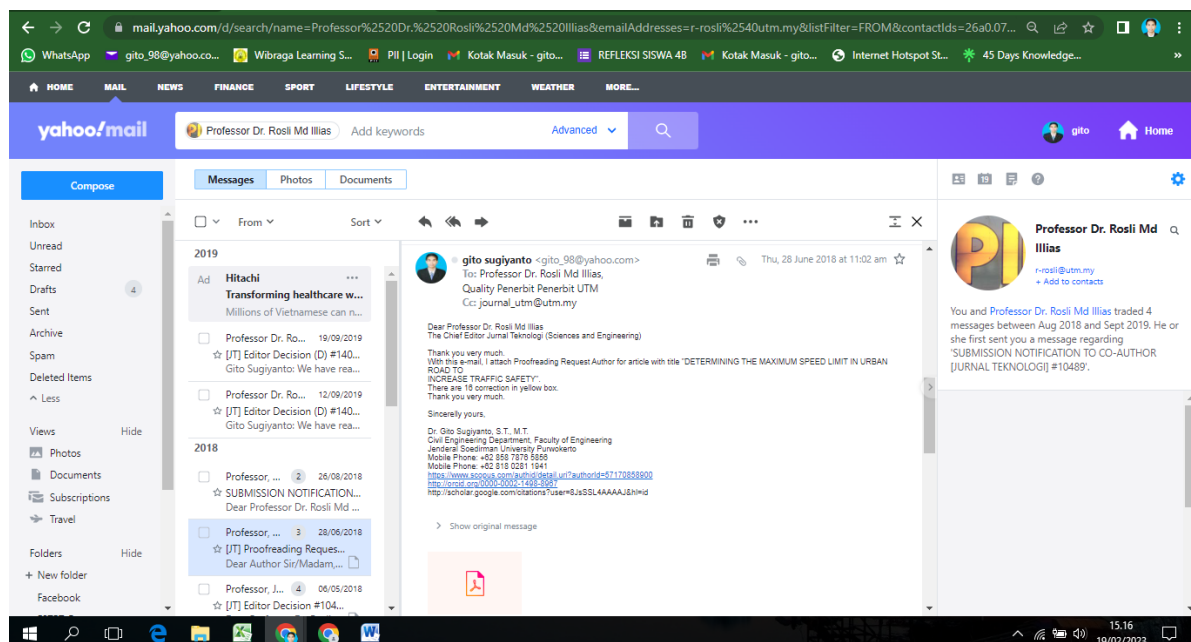 mail.yahoo.com/d/search/name=Professor%2520Dr.%2520Rosli%2520Md%2520Illias&emailAddresses=r-rosli%2540utm.my&listFilter=FROM&contactIds=26a0.07...
WhatsApp gito_98@yahoo.co... Wibraga Learning S... PII | Login Kotak Masuk - gito... REFLEKSI SISWA 4B Kotak Masuk - gito... Internet Hotspot St... 45 Days Knowledge... »
HOME MAIL NEWS FINANCE SPORT LIFESTYLE ENTERTAINMENT WEATHER MORE...
yahoo!mail
Professor Dr. Rosli Md Illias Add keywords Advanced
gito Home
Compose
Inbox
Unread
Starred
Drafts 4
Sent
Archive
Spam
Deleted Items
Less
Views Hide
Photos
Documents
Subscriptions
Travel
Folders Hide
+ New folder
Facebook
Messages Photos Documents
From Sort
2019
Ad Hitachi ...
Transforming healthcare w...
Millions of Vietnamese can n...
Professor Dr. Ro... 19/09/2019
[JT] Editor Decision (D) #140...
Gito Sugiyanto: We have rea...
Professor Dr. Ro... 12/09/2019
[JT] Editor Decision (D) #140...
Gito Sugiyanto: We have rea...
2018
Professor, ... 2 26/08/2018
SUBMISSION NOTIFICATION...
Dear Professor Dr. Rosli Md ...
Professor, ... 3 28/06/2018
[JT] Proofreading Reques...
Dear Author Sir/Madam,...
Professor, J... 4 06/05/2018
[JT] Editor Decision #104...
gito sugiyanto <gito_98@yahoo.com>
Thu, 28 June 2018 at 11:02 am
To: Professor Dr. Rosli Md Illias,
Quality Penerbit Penerbit UTM
Cc: journal_utm@utm.my
Dear Professor Dr. Rosli Md Illias
The Chief Editor Jurnal Teknologi (Sciences and Engineering)
Thank you very much.
With this e-mail, I attach Proofreading Request Author for article with title "DETERMINING THE MAXIMUM SPEED LIMIT IN URBAN
ROAD TO
INCREASE TRAFFIC SAFETY".
There are 16 correction in yellow box.
Thank you very much.
Sincerelly yours,
Dr. Gito Sugiyanto, S.T., M.T.
Civil Engineering Department, Faculty of Engineering
Jenderal Soedirman University Purwokerto
Mobile Phone: +62 858 7876 5856
Mobile Phone: +62 818 0281 1941
https://www.scopus.com/authid/detail.uri?authorId=57170858900
http://orcid.org/0000-0002-1498-8967
http://scholar.google.com/citations?user=8JsSSL4AAAAJ&hl=id
Show original message
Professor Dr. Rosli Md
Illias
r-rosli@utm.my
+ Add to contacts
You and Professor Dr. Rosli Md Illias traded 4
messages between Aug 2018 and Sept 2019. He or
she first sent you a message regarding
'SUBMISSION NOTIFICATION TO CO-AUTHOR
[JURNAL TEKNOLOGI] #10489'.
15.16
19/02/2023